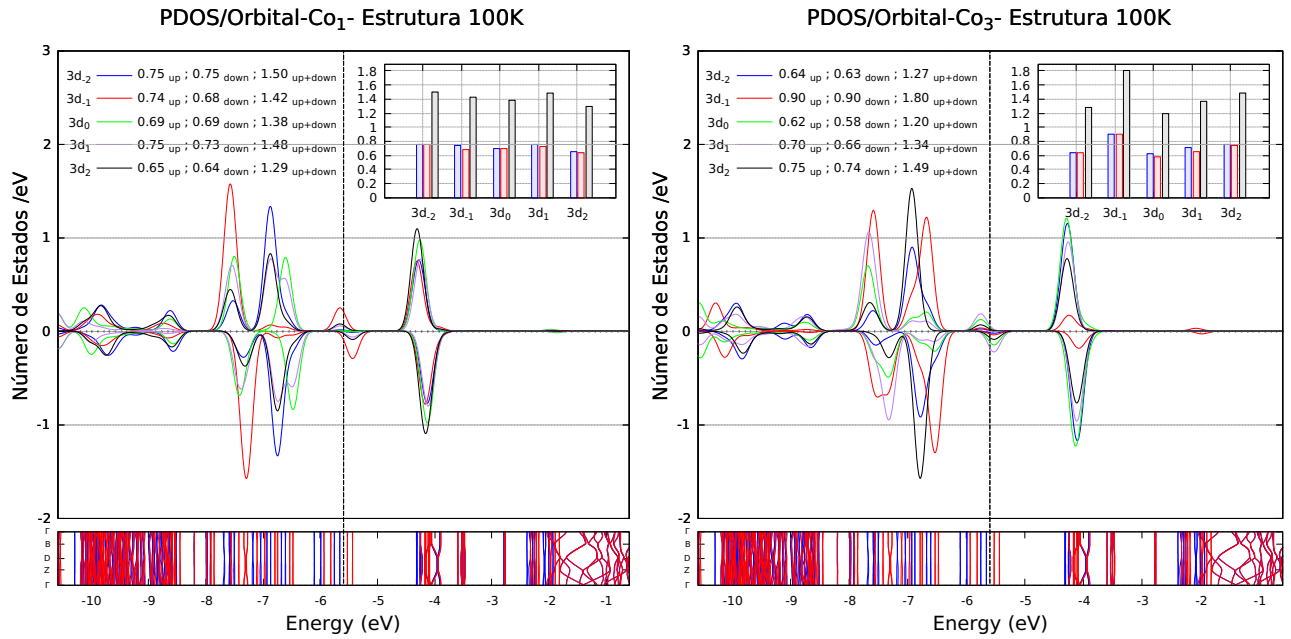 PDOS/Orbital-Co1- Estrutura 100K
Número de Estados /eV
3
2
1
0
-1
-2
3d-2 0.75 up ; 0.75 down ; 1.50 up+down
3d-1 0.74 up ; 0.68 down ; 1.42 up+down
3d0 0.69 up ; 0.69 down ; 1.38 up+down
3d1 0.75 up ; 0.73 down ; 1.48 up+down
3d2 0.65 up ; 0.64 down ; 1.29 up+down
1.8
1.6
1.4
1.2
1
0.8
0.6
0.4
0.2
0
3d-2 3d-1 3d0 3d1 3d2
Γ
B
D
Z
Γ
-10 -9 -8 -7 -6 -5 -4 -3 -2 -1
Energy (eV)
PDOS/Orbital-Co3- Estrutura 100K
Número de Estados /eV
3
2
1
0
-1
-2
3d-2 0.64 up ; 0.63 down ; 1.27 up+down
3d-1 0.90 up ; 0.90 down ; 1.80 up+down
3d0 0.62 up ; 0.58 down ; 1.20 up+down
3d1 0.70 up ; 0.66 down ; 1.34 up+down
3d2 0.75 up ; 0.74 down ; 1.49 up+down
1.8
1.6
1.4
1.2
1
0.8
0.6
0.4
0.2
0
3d-2 3d-1 3d0 3d1 3d2
Γ
B
D
Z
Γ
-10 -9 -8 -7 -6 -5 -4 -3 -2 -1
Energy (eV)